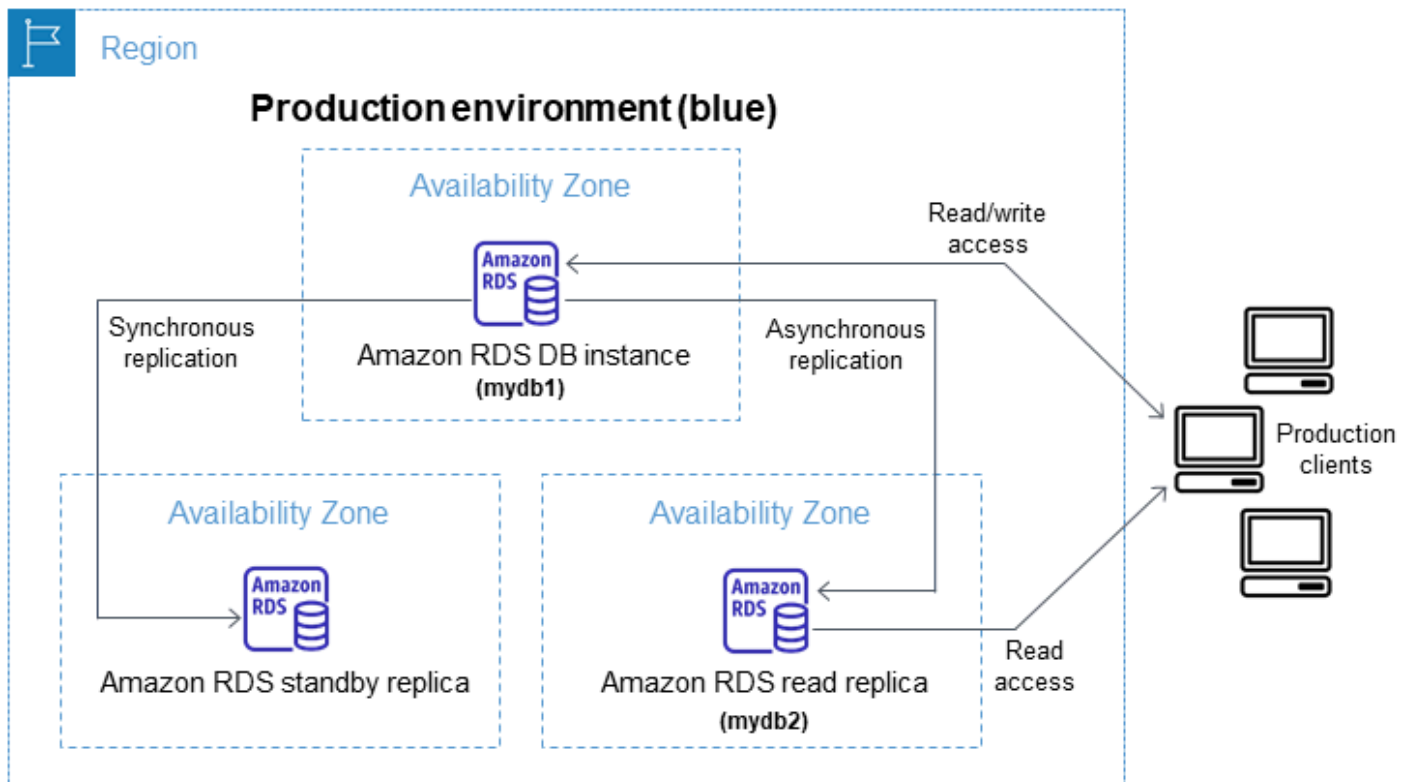 Region
Production environment (blue)
Availability Zone
Read/write
access
Amazon
RDS
Synchronous
replication
Asynchronous
replication
Amazon RDS DB instance
(mydb1)
Production
clients
Availability Zone
Availability Zone
Amazon
RDS
Amazon
RDS
Amazon RDS standby replica
Amazon RDS read replica
(mydb2)
Read
access